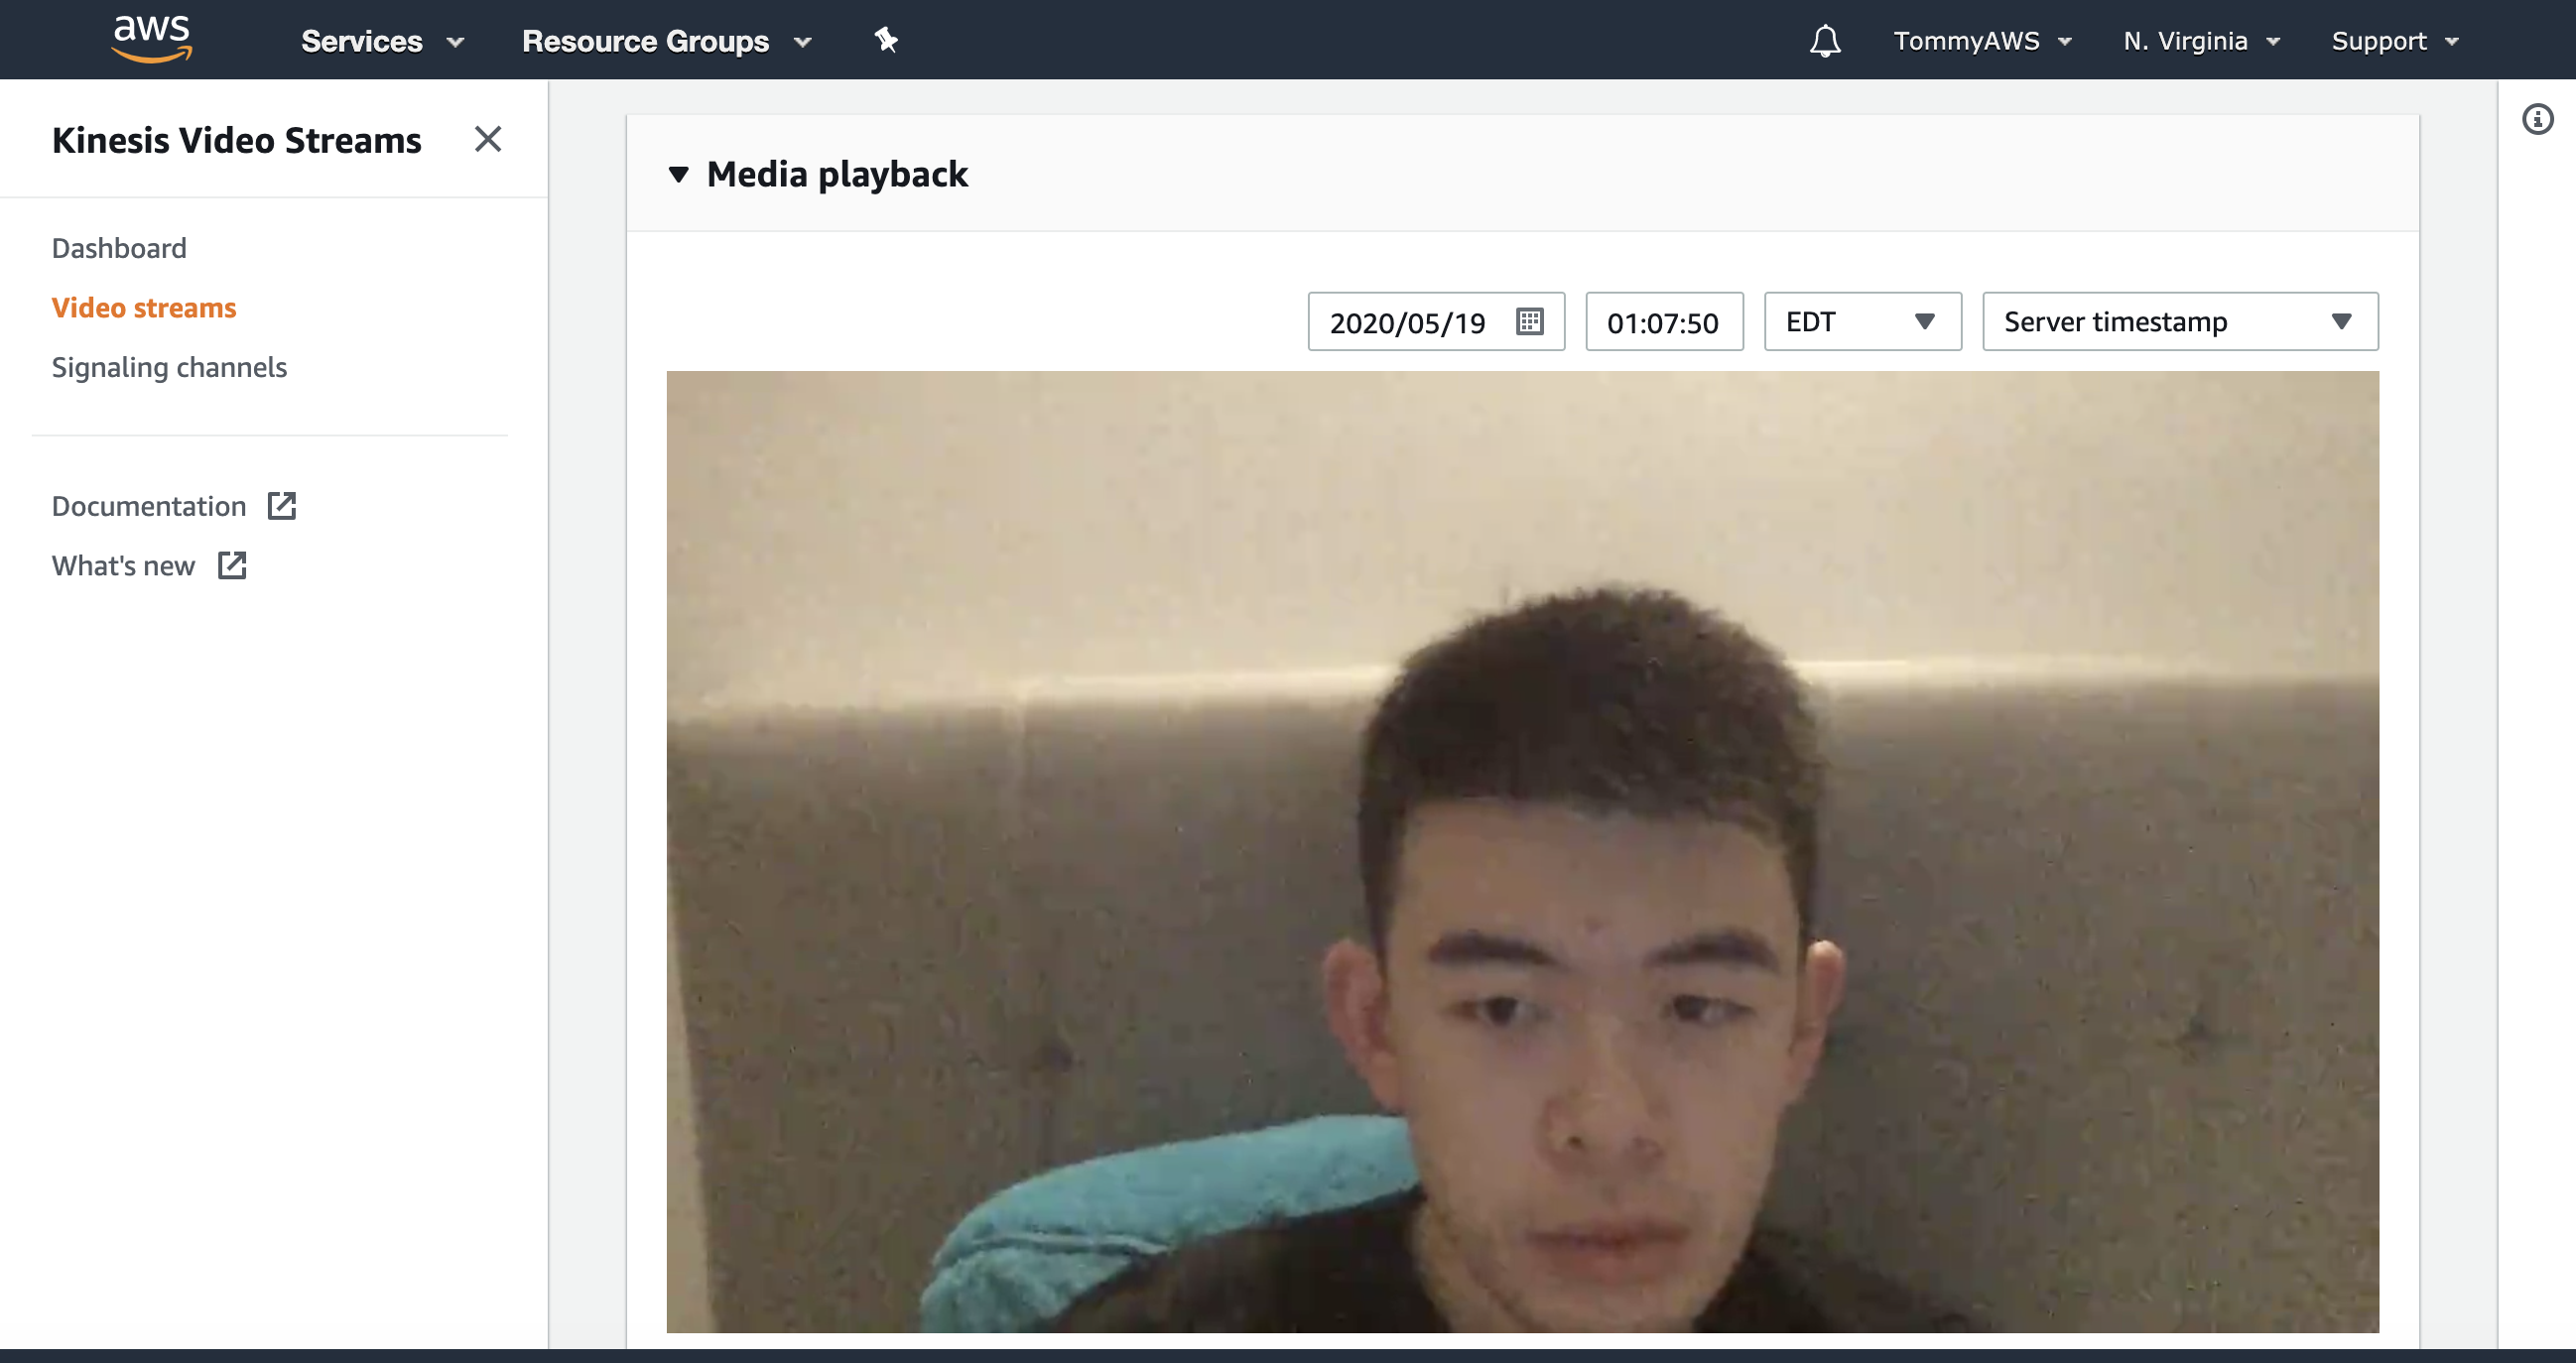 aws Services Resource Groups TommyAWS N. Virginia Support
Kinesis Video Streams
Dashboard
Video streams
Signaling channels
Documentation
What's new
Media playback
2020/05/19 01:07:50 EDT Server timestamp